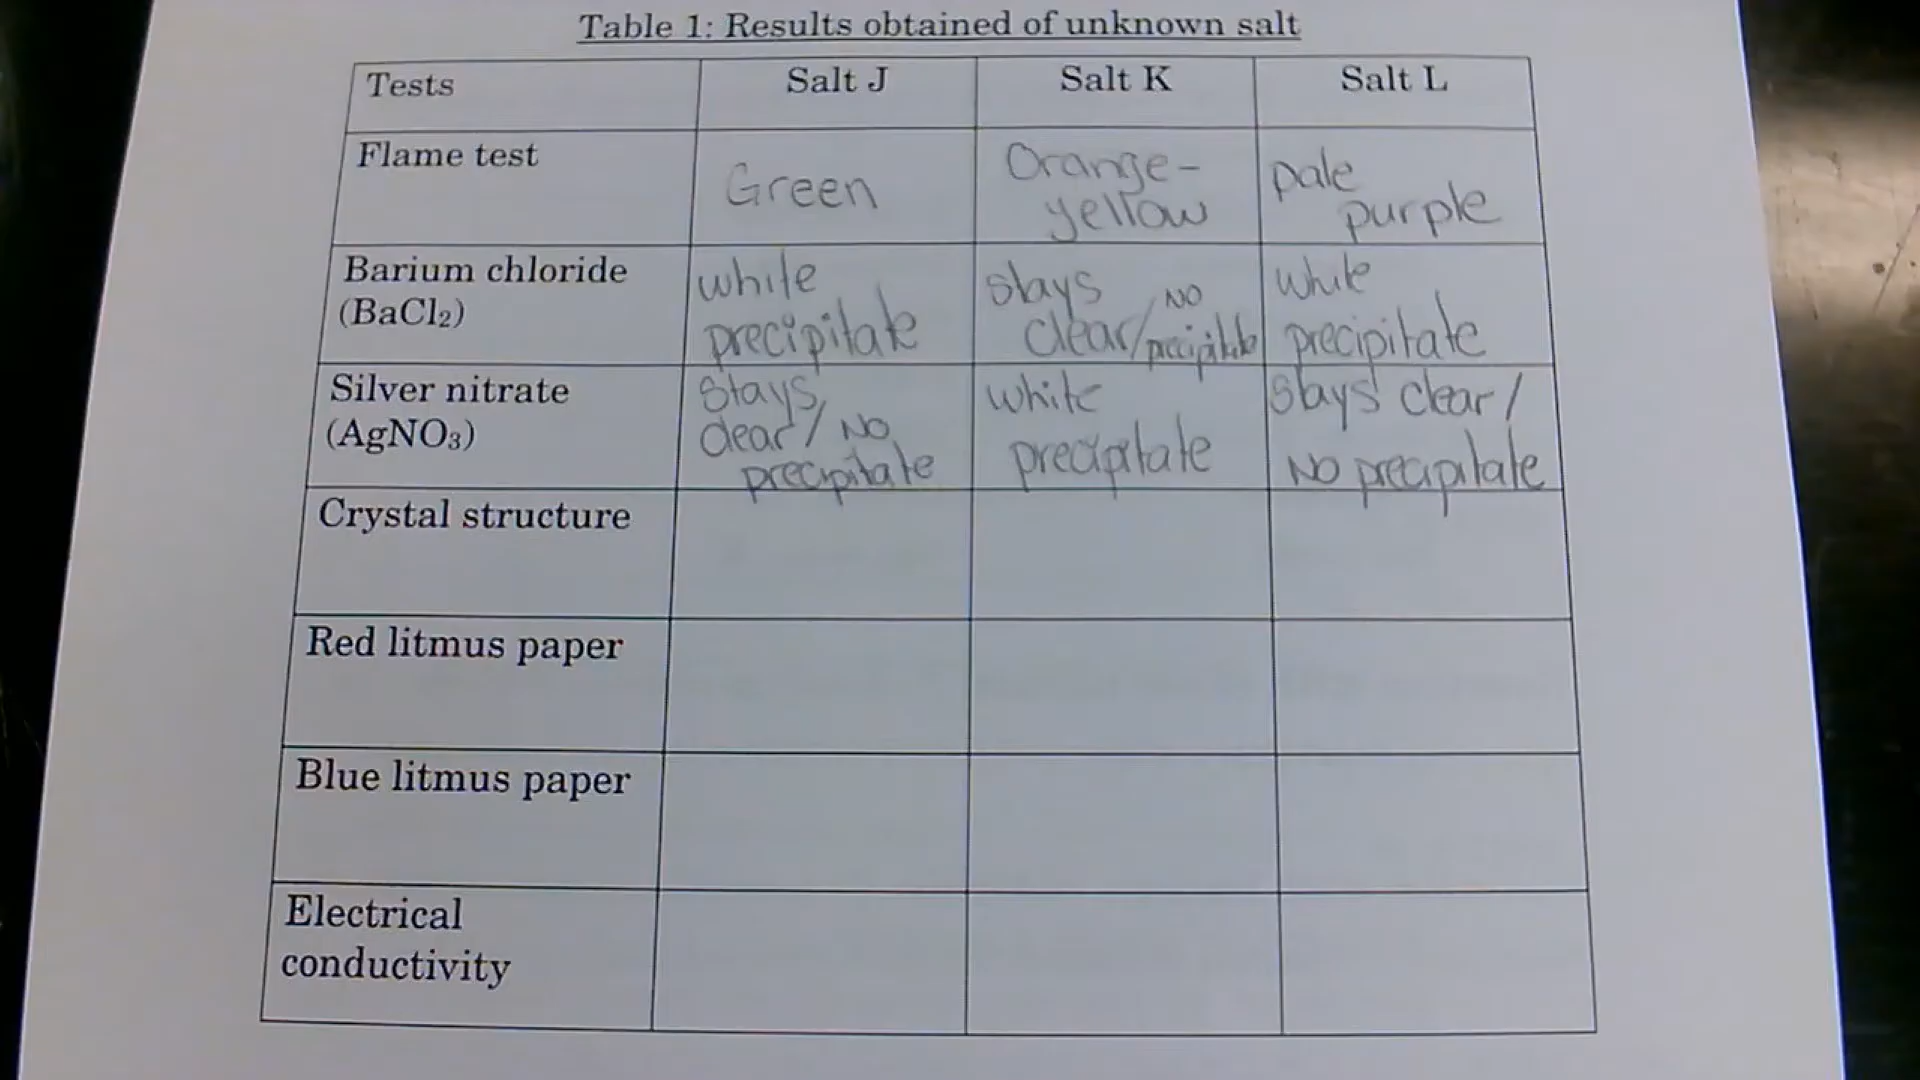 Table 1: Results obtained of unknown salt
Tests
Salt J
Salt K
Salt L
Flame test
Green
Orange-
yellow
pale
purple
Barium chloride
(BaCl₂)
white
precipitate
stays
clear/ NO
precipitate
white
precipitate
Silver nitrate
(AgNO₃)
stays
clear / NO
precipitate
white
precipitate
stays clear /
NO precipitate
Crystal structure
Red litmus paper
Blue litmus paper
Electrical
conductivity